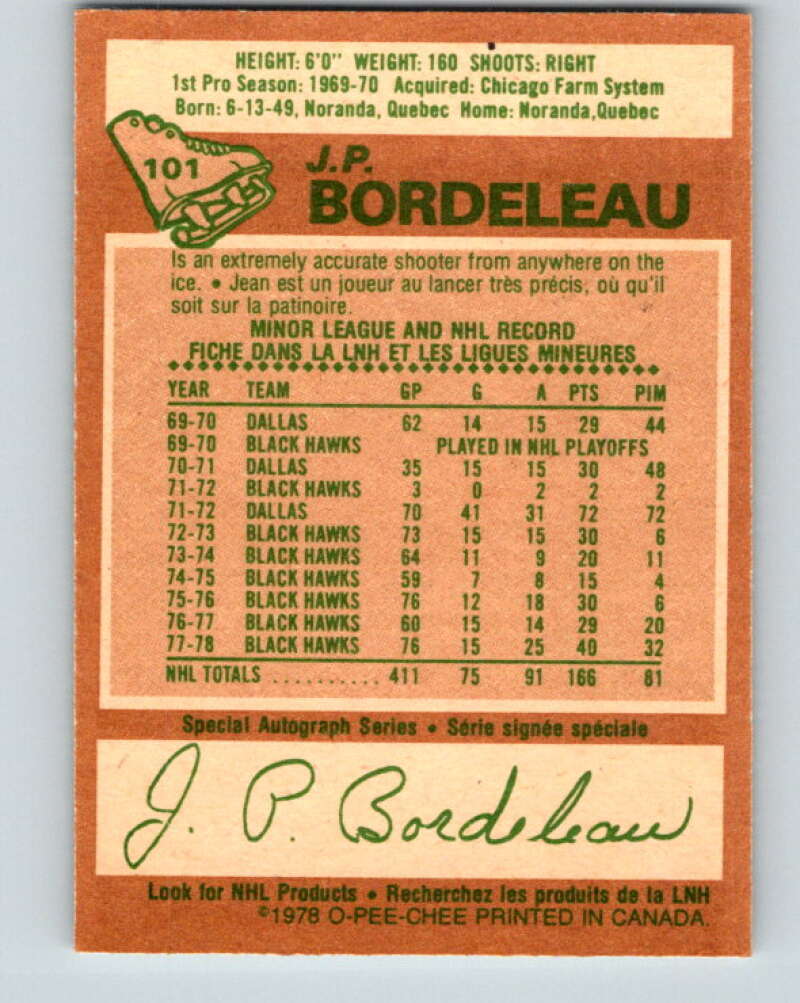 HEIGHT: 6'0" WEIGHT: 160 SHOOTS: RIGHT
1st Pro Season: 1969-70 Acquired: Chicago Farm System
Born: 6-13-49, Noranda, Quebec Home: Noranda,Quebec
101
J.P.
BORDELEAU
Is an extremely accurate shooter from anywhere on the
ice. • Jean est un joueur au lancer très précis, où qu'il
soit sur la patinoire.
MINOR LEAGUE AND NHL RECORD
FICHE DANS LA LNH ET LES LIGUES MINEURES
YEAR TEAM GP G A PTS PIM
69-70 DALLAS 62 14 15 29 44
69-70 BLACK HAWKS PLAYED IN NHL PLAYOFFS
70-71 DALLAS 35 15 15 30 48
71-72 BLACK HAWKS 3 0 2 2 2
71-72 DALLAS 70 41 31 72 72
72-73 BLACK HAWKS 73 15 15 30 6
73-74 BLACK HAWKS 64 11 9 20 11
74-75 BLACK HAWKS 59 7 8 15 4
75-76 BLACK HAWKS 76 12 18 30 6
76-77 BLACK HAWKS 60 15 14 29 20
77-78 BLACK HAWKS 76 15 25 40 32
NHL TOTALS .......... 411 75 91 166 81
Special Autograph Series • Série signée spéciale
J. P. Bordeleau
Look for NHL Products • Recherchez les produits de la LNH
©1978 O-PEE-CHEE PRINTED IN CANADA.